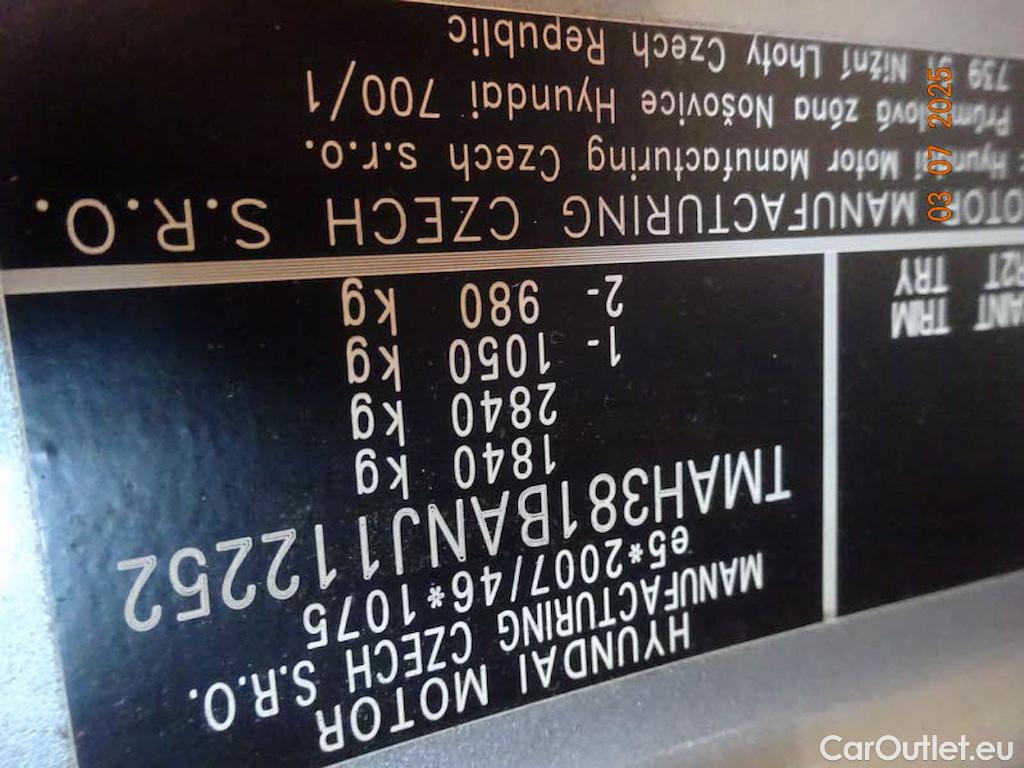 HYUNDAI MOTOR
MANUFACTURING CZECH S.R.O.
e5*2007/46*1075
TMAH381BANJ112252
1840 kg
2840 kg
1- 1050 kg
2- 980 kg
TRIM
TRY
MOTOR MANUFACTURING CZECH S.R.O.
Hyundai Motor Manufacturing Czech s.r.o.
Průmyslová zóna Nošovice Hyundai 700/1
739 51 Nižní Lhoty Czech Republic
03 07 2025
CarOutlet.eu